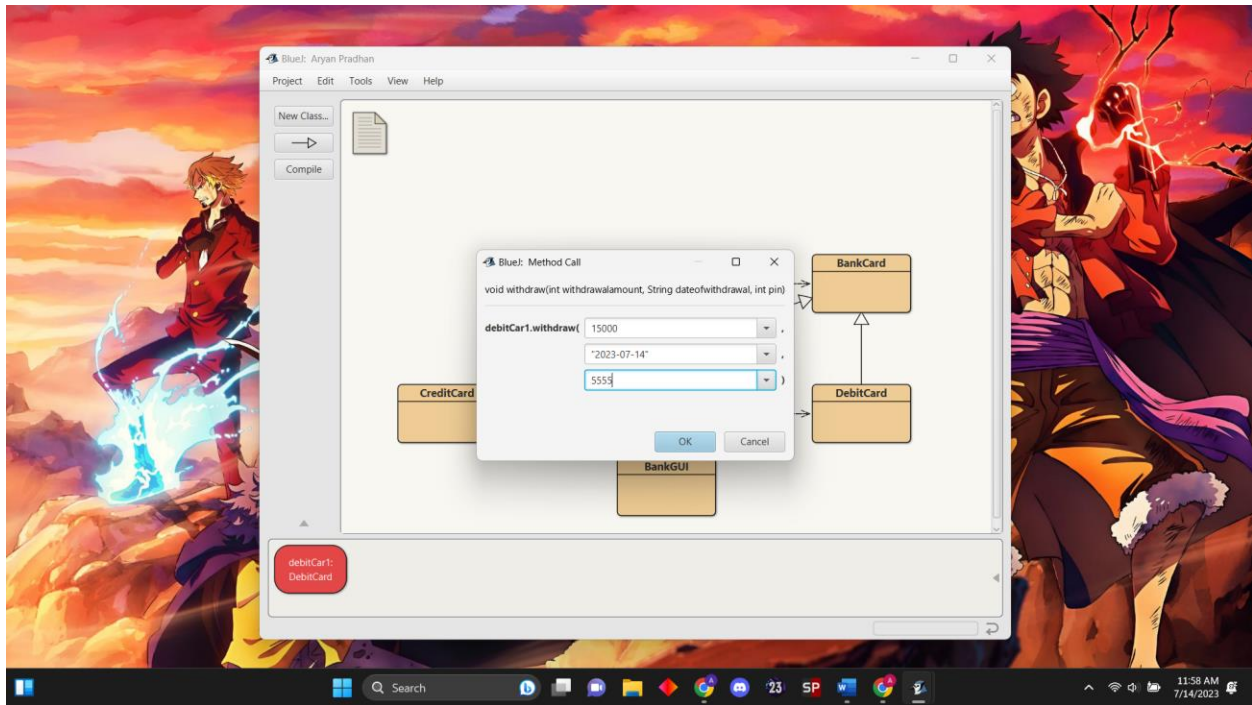 BlueJ: Aryan Pradhan
Project Edit Tools View Help
New Class...
Compile
BlueJ: Method Call
void withdraw(int withdrawalamount, String dateofwithdrawal, int pin)
debitCar1.withdraw( 15000 ,
"2023-07-14" ,
5555 )
OK Cancel
BankCard
CreditCard
DebitCard
BankGUI
debitCar1:
DebitCard
Search
23 SP
11:58 AM
7/14/2023